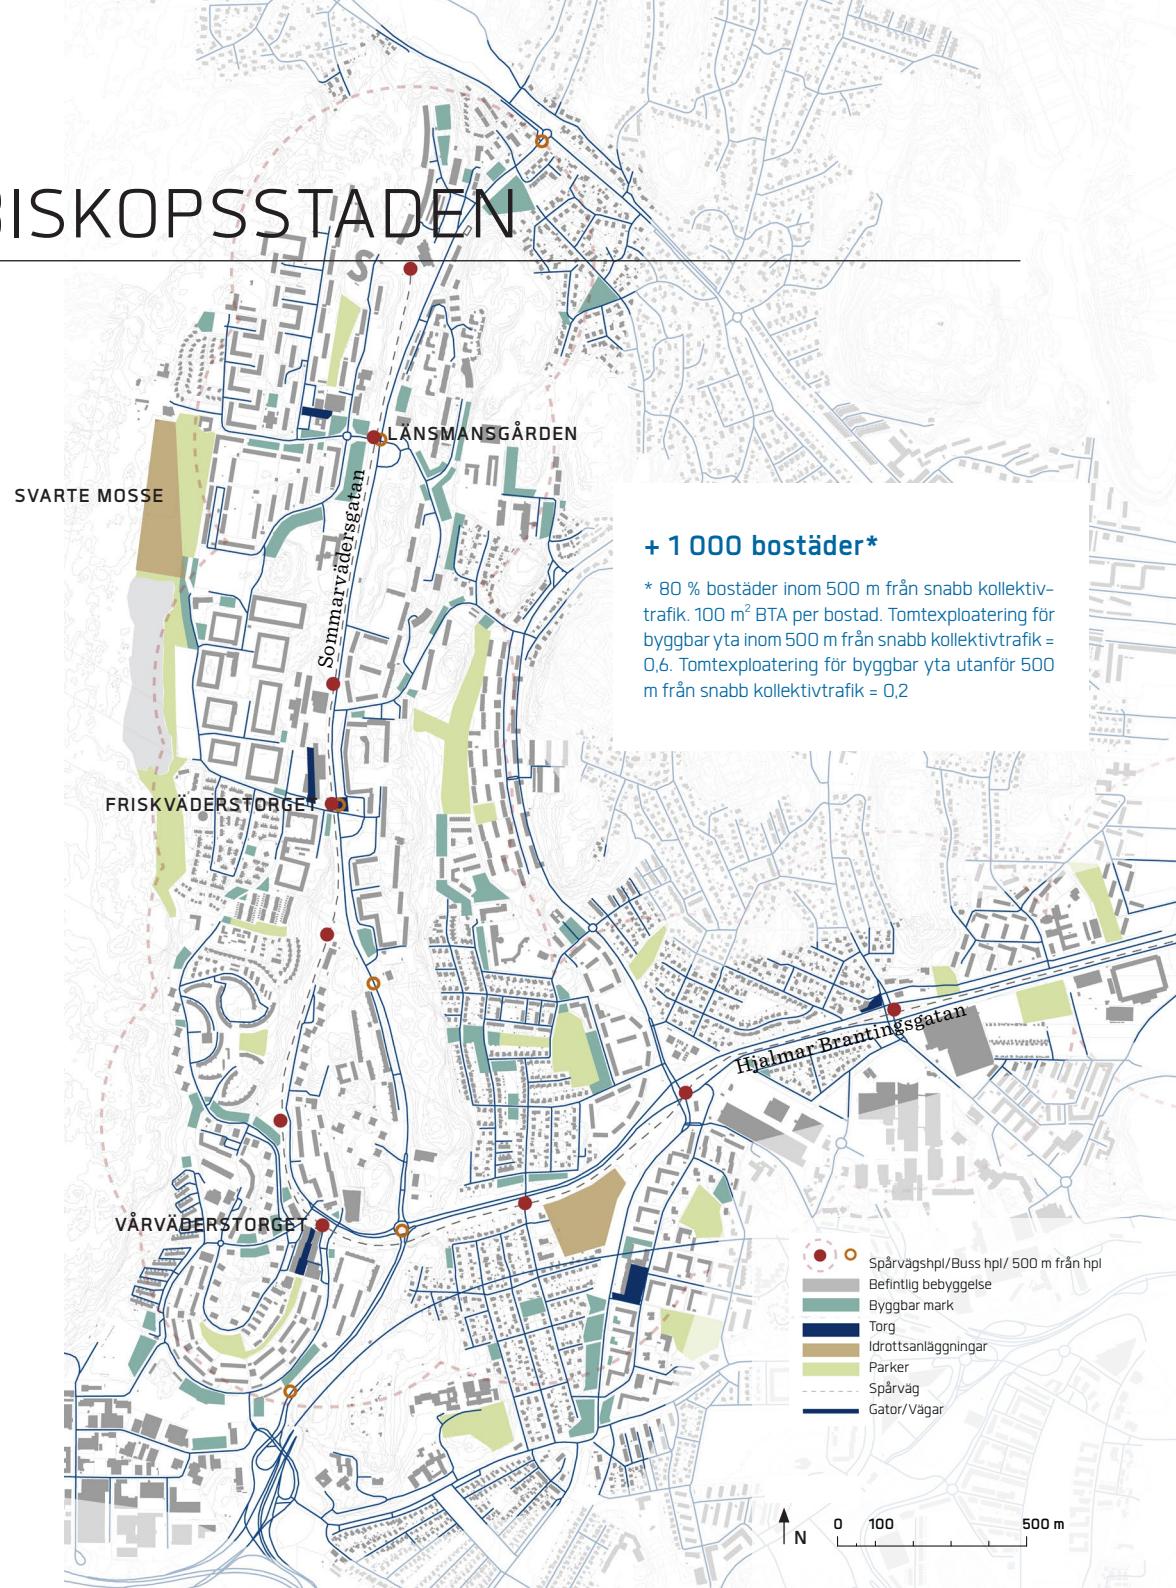 BISKOPSSTADEN
LÄNSMANSGÅRDEN
SVARTE MOSSE
Sommarvädersgatan
+ 1 000 bostäder*
* 80 % bostäder inom 500 m från snabb kollektiv-
trafik. 100 m² BTA per bostad. Tomtexploatering för
byggbar yta inom 500 m från snabb kollektivtrafik =
0,6. Tomtexploatering för byggbar yta utanför 500
m från snabb kollektivtrafik = 0,2
FRISKVÄDERSTORGET
Hjalmar Brantingsgatan
VÅRVÄDERSTORGET
Spårvägshpl/Buss hpl/ 500 m från hpl
Befintlig bebyggelse
Byggbar mark
Torg
Idrottsanläggningar
Parker
Spårväg
Gator/Vägar
N
0 100 500 m